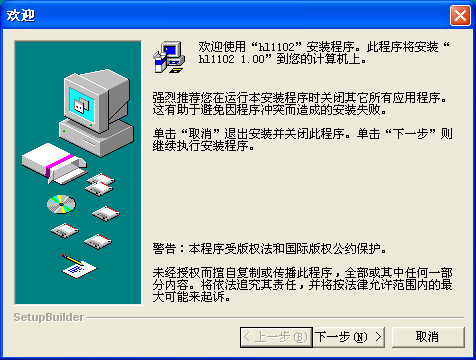 欢迎
欢迎使用“hl1102”安装程序。此程序将安装“
hl1102 1.00”到您的计算机上。
强烈推荐您在运行本安装程序时关闭其它所有应用程序。
这有助于避免因程序冲突而造成的安装失败。
单击“取消”退出安装并关闭此程序。单击“下一步”则
继续执行安装程序。
警告：本程序受版权法和国际版权公约保护。
未经授权而擅自复制或传播此程序，全部或其中任何一部
分内容。将依法追究其责任，并将按法律允许范围内的最
大可能来起诉。
SetupBuilder
< 上一步(B) 下一步(N) > 取消